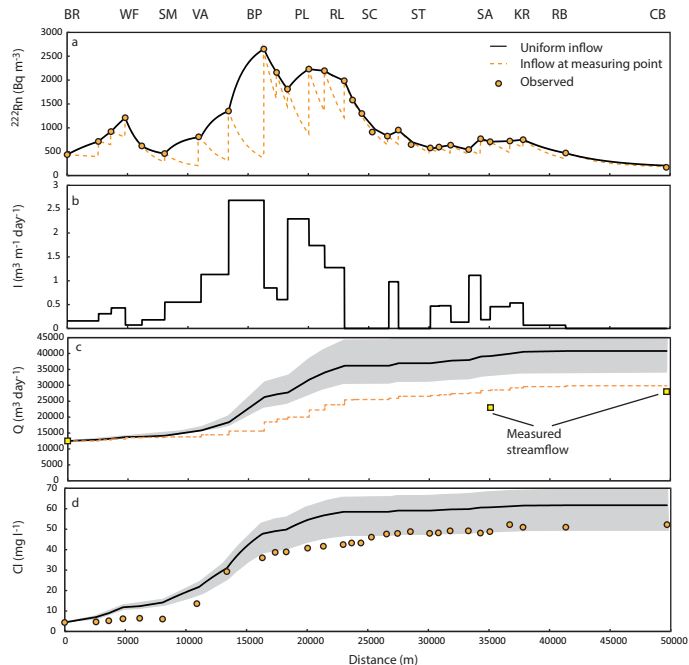 BR WF SM VA BP PL RL SC ST SA KR RB CB
a
3000
2500
2000
1500
1000
500
0
²²²Rn (Bq m⁻³)
Uniform inflow
Inflow at measuring point
Observed
b
3
2.5
2
1.5
1
0.5
0
I (m³ m⁻¹ day⁻¹)
c
45000
40000
35000
30000
25000
20000
15000
10000
Q (m³ day⁻¹)
Measured
streamflow
d
70
60
50
40
30
20
10
0
Cl (mg l⁻¹)
0 5000 10000 15000 20000 25000 30000 35000 40000 45000 50000
Distance (m)